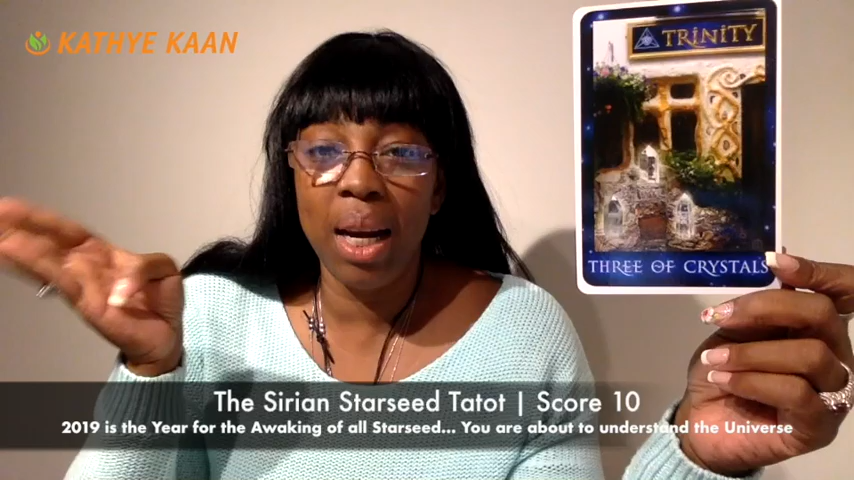 KATHYE KAAN
TRINITY
THREE OF CRYSTALS
The Sirian Starseed Tatot | Score 10
2019 is the Year for the Awaking of all Starseed... You are about to understand the Universe